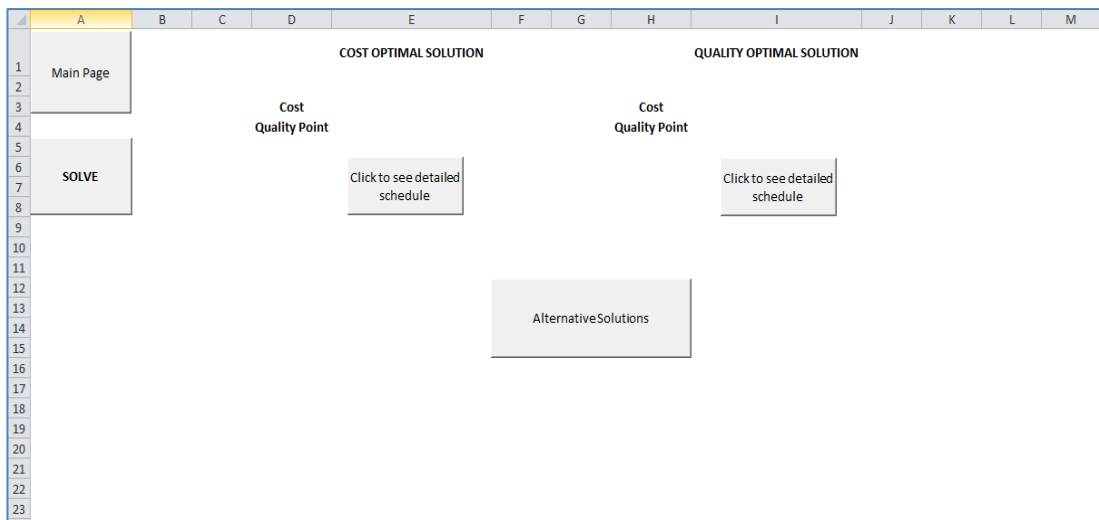 A B C D E F G H I J K L M
COST OPTIMAL SOLUTION QUALITY OPTIMAL SOLUTION
1
Main Page
2
3 Cost Cost
4 Quality Point Quality Point
5
6
SOLVE Click to see detailed Click to see detailed
7
schedule schedule
8
9
10
11
12
13
Alternative Solutions
14
15
16
17
18
19
20
21
22
23